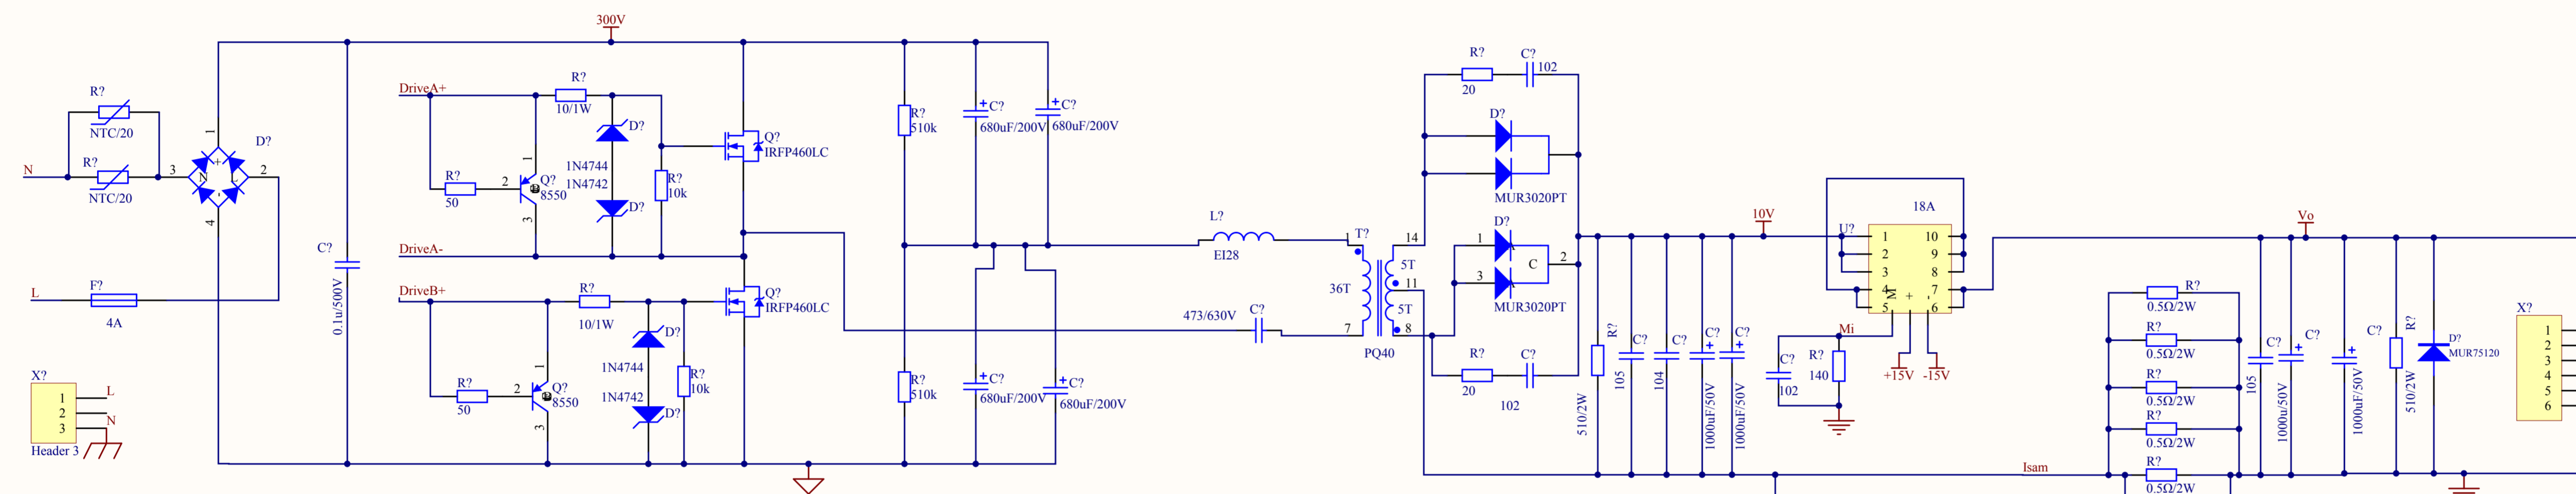 300V
N
R?
NTC/20
R?
NTC/20
1
3
N
+
-
2
4
D?
L
F?
4A
X?
1
2
3
L
N
Header 3
C?
0.1u/500V
DriveA+
R?
10/1W
R?
50
1
2
3
Q?
8550
D?
1N4744
1N4742
D?
R?
10k
Q?
IRFP460LC
DriveA-
DriveB+
R?
10/1W
R?
50
1
2
3
Q?
8550
D?
1N4744
1N4742
D?
R?
10k
Q?
IRFP460LC
R?
510k
+
C?
680uF/200V
+
C?
680uF/200V
R?
510k
+
C?
680uF/200V
+
C?
680uF/200V
L?
EI28
473/630V
C?
1
T?
14
5T
11
36T
5T
7
8
PQ40
R?
20
C?
102
D?
MUR3020PT
D?
1
3
C
2
MUR3020PT
R?
20
C?
102
R?
510/2W
C?
105
C?
104
C?
+
1000uF/50V
C?
+
1000uF/50V
10V
18A
U?
1
2
3
4
5
10
9
8
7
6
M
+
-
Mi
C?
102
R?
140
+15V
-15V
Isam
R?
0.5Ω/2W
R?
0.5Ω/2W
R?
0.5Ω/2W
R?
0.5Ω/2W
R?
0.5Ω/2W
Vo
C?
105
C?
+
1000u/50V
C?
+
1000uF/50V
R?
510/2W
D?
MUR75120
X?
1
2
3
4
5
6